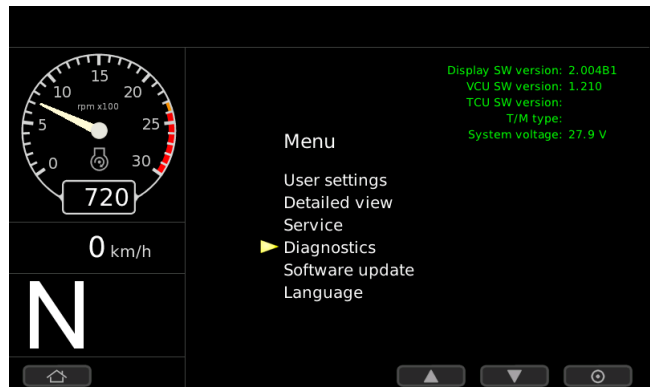 15
10
20
rpm x100
5
25
0
30
720
0 km/h
N
Display SW version: 2.004B1
VCU SW version: 1.210
TCU SW version:
T/M type:
System voltage: 27.9 V
Menu
User settings
Detailed view
Service
Diagnostics
Software update
Language